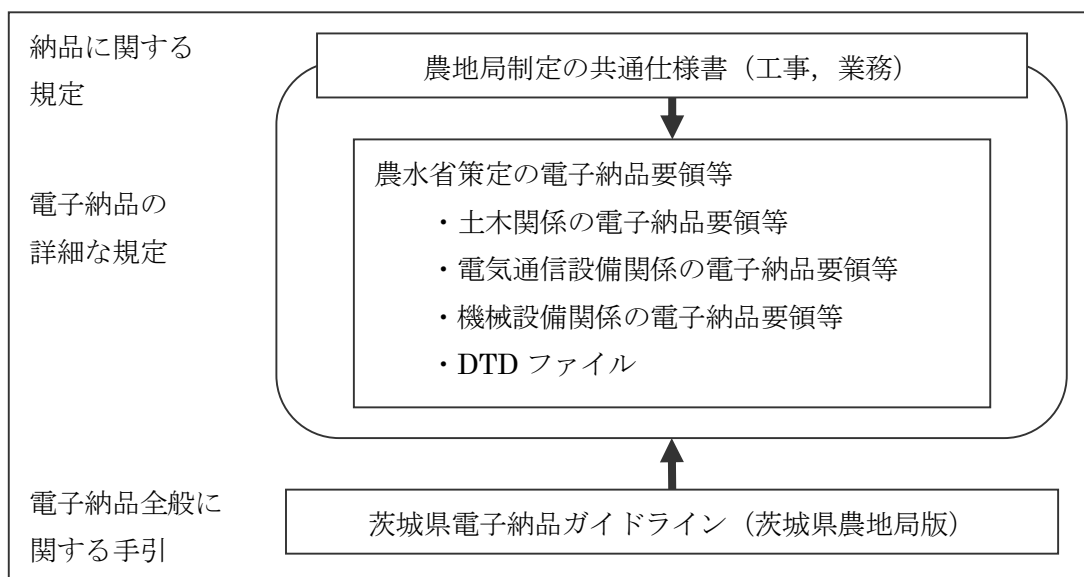 納品に関する
規定
農地局制定の共通仕様書（工事，業務）
電子納品の
詳細な規定
農水省策定の電子納品要領等
・土木関係の電子納品要領等
・電気通信設備関係の電子納品要領等
・機械設備関係の電子納品要領等
・DTD ファイル
電子納品全般に
関する手引
茨城県電子納品ガイドライン（茨城県農地局版）